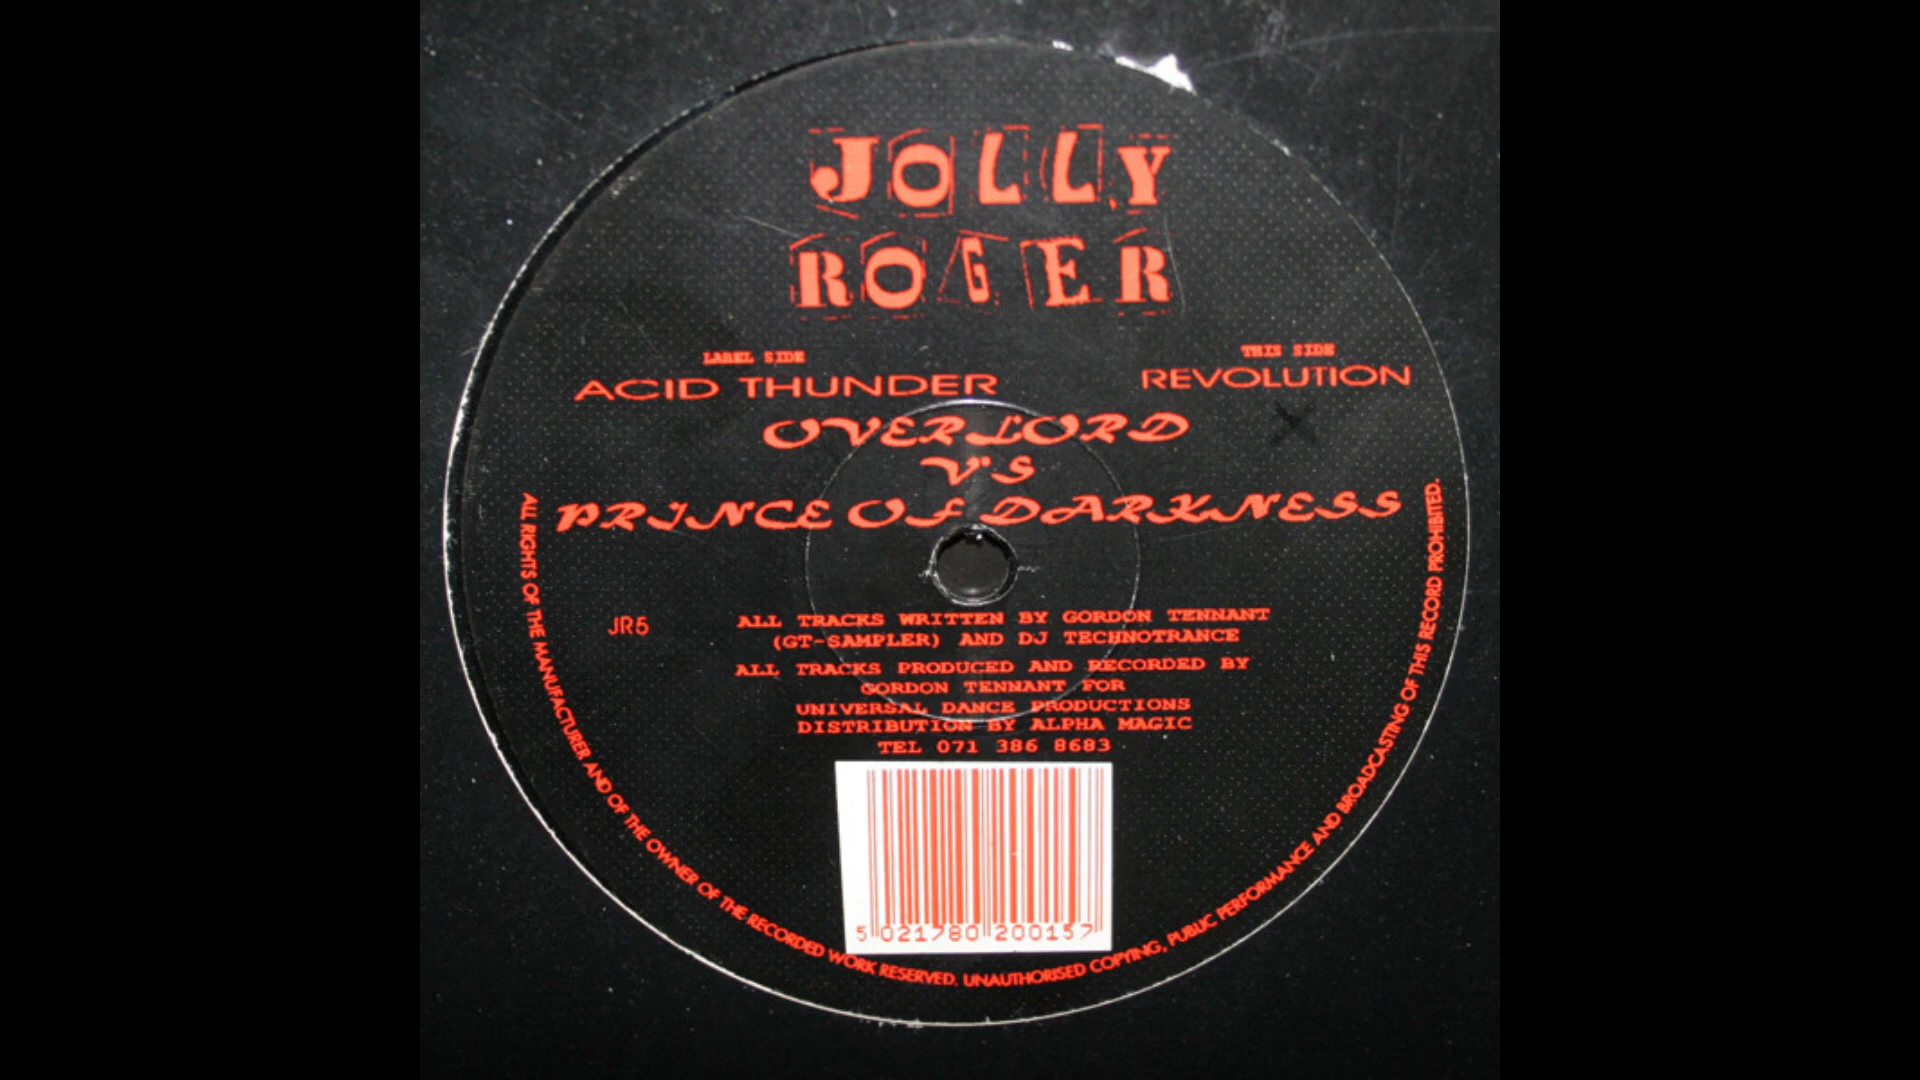 JOLLY
ROGER
LABEL SIDE
ACID THUNDER
THIS SIDE
REVOLUTION
OVERLORD
V'S
PRINCE OF DARKNESS
JR5
ALL TRACKS WRITTEN BY GORDON TENNANT
(GT-SAMPLER) AND DJ TECHNOTRANCE
ALL TRACKS PRODUCED AND RECORDED BY
GORDON TENNANT FOR
UNIVERSAL DANCE PRODUCTIONS
DISTRIBUTION BY ALPHA MAGIC
TEL 071 386 8683
5 021780 200157
ALL RIGHTS OF THE MANUFACTURER AND OF THE OWNER OF THE RECORDED WORK RESERVED. UNAUTHORISED COPYING, PUBLIC PERFORMANCE AND BROADCASTING OF THIS RECORD PROHIBITED.